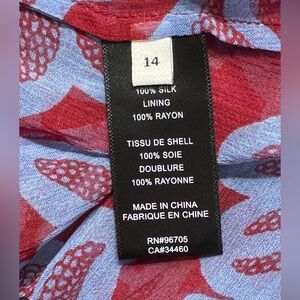 14
100% SILK
LINING
100% RAYON
TISSU DE SHELL
100% SOIE
DOUBLURE
100% RAYONNE
MADE IN CHINA
FABRIQUE EN CHINE
RN#96705
CA#34460